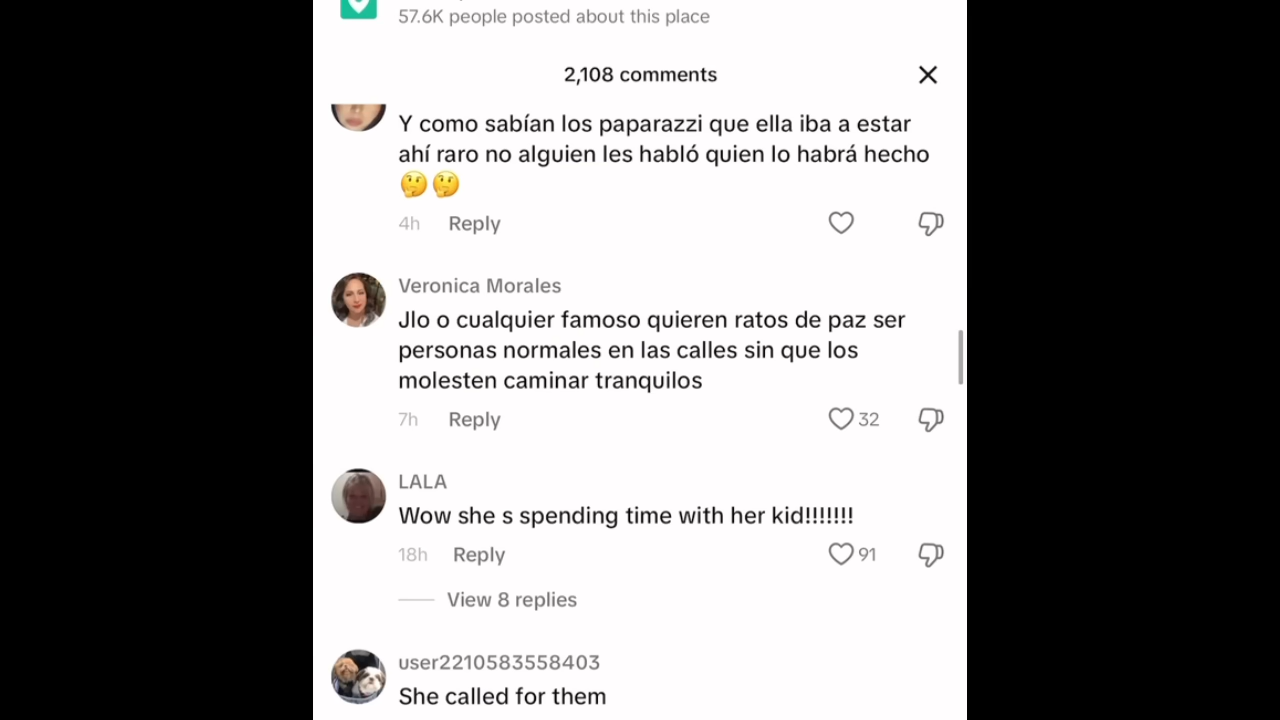 57.6K people posted about this place
2,108 comments
Y como sabían los paparazzi que ella iba a estar
ahí raro no alguien les habló quien lo habrá hecho
🤔🤔
4h Reply
Veronica Morales
Jlo o cualquier famoso quieren ratos de paz ser
personas normales en las calles sin que los
molesten caminar tranquilos
7h Reply 32
LALA
Wow she s spending time with her kid!!!!!!!
18h Reply 91
View 8 replies
user2210583558403
She called for them